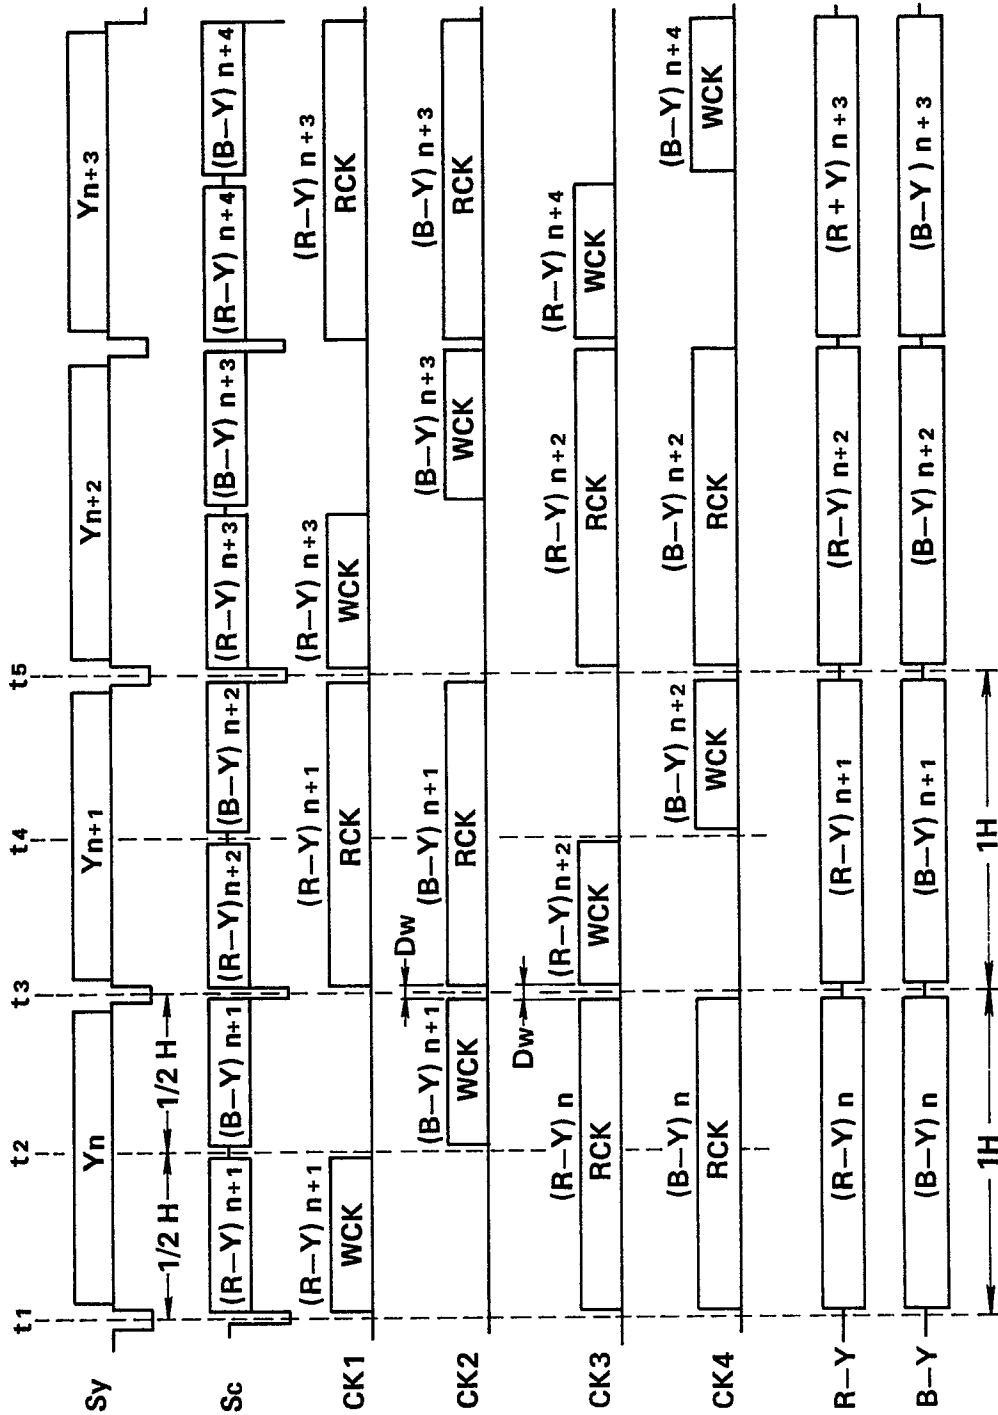 t1 t2 t3 t4 t5
Sy
Yn Yn+1 Yn+2 Yn+3
1/2 H 1/2 H
Sc
(R–Y) n+1 (B–Y) n+1 (R–Y)n+2 (B–Y) n+2 (R–Y) n+3 (B–Y) n+3 (R–Y) n+4 (B–Y) n+4
(R–Y) n+1 (R–Y) n+1 (R–Y) n+3 (R–Y) n+3
CK1
WCK RCK WCK RCK
Dw
(B–Y) n+1 (B–Y) n+1 (B–Y) n+3 (B–Y) n+3
CK2
WCK RCK WCK RCK
Dw
(R–Y) n (R–Y)n+2 (R–Y) n+2 (R–Y) n+4
CK3
RCK WCK RCK WCK
(B–Y) n (B–Y) n+2 (B–Y) n+2 (B–Y) n+4
CK4
RCK WCK RCK WCK
R–Y
(R–Y) n (R–Y) n+1 (R–Y) n+2 (R+Y) n+3
B–Y
(B–Y) n (B–Y) n+1 (B–Y) n+2 (B–Y) n+3
1H 1H